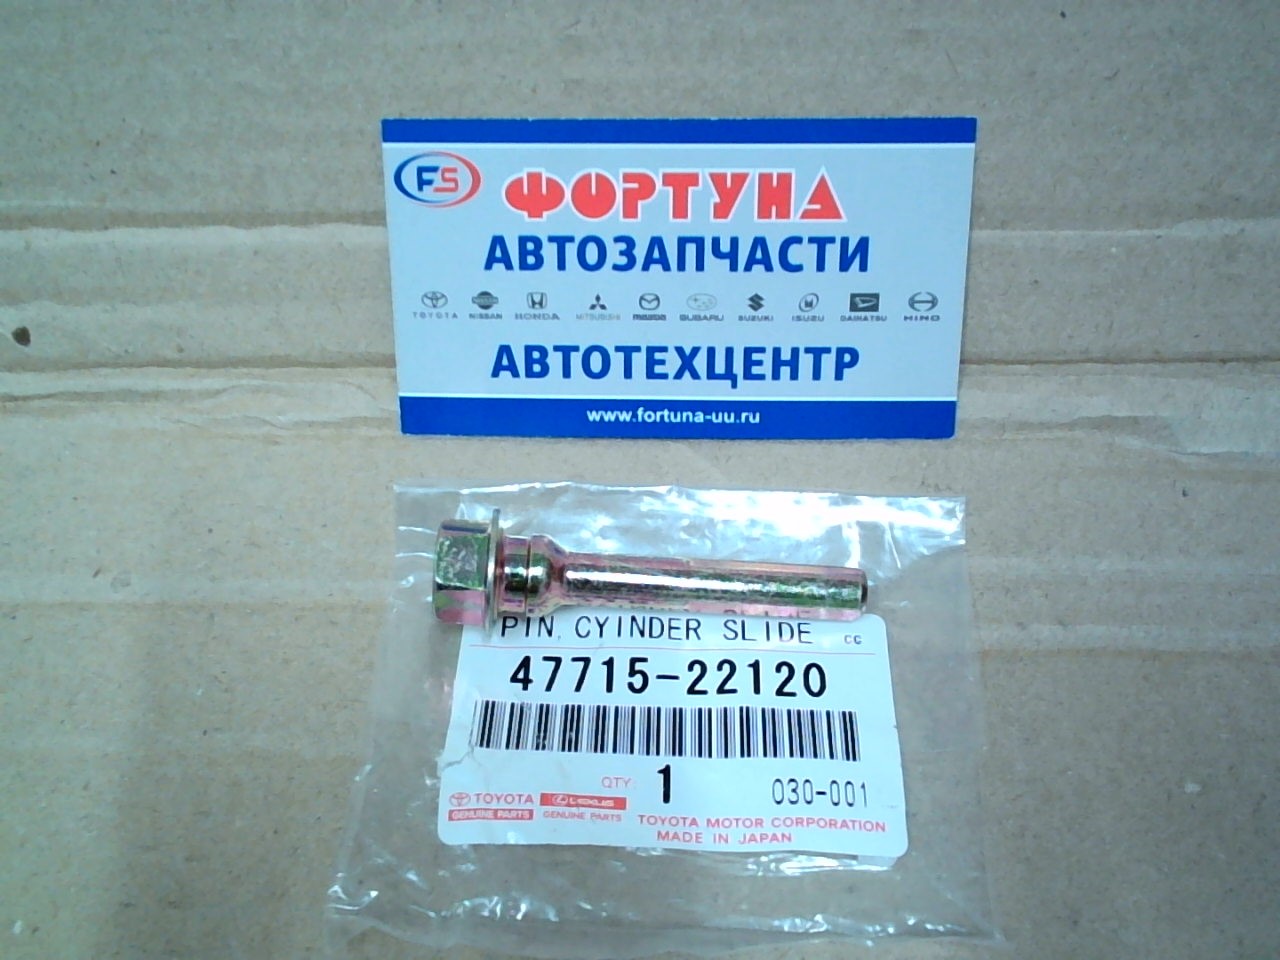 FS ФОРТУНА
АВТОЗАПЧАСТИ
TOYOTA NISSAN HONDA MITSUBISHI MAZDA SUBARU SUZUKI ISUZU DAIHATSU HINO
АВТОТЕХЦЕНТР
www.fortuna-uu.ru
PIN, CYINDER SLIDE CC
47715-22120
QTY. 1 030-001
TOYOTA LEXUS
GENUINE PARTS GENUINE PARTS
TOYOTA MOTOR CORPORATION
MADE IN JAPAN